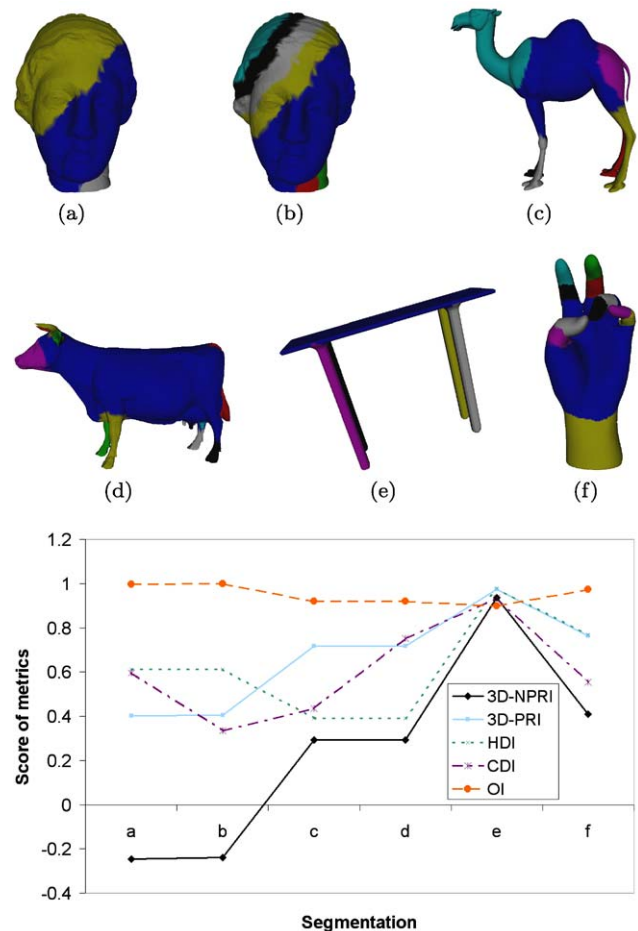 (a) (b) (c)
(d) (e) (f)
1.2
1
0.8
0.6
0.4
0.2
0
-0.2
-0.4
Score of metrics
a b c d e f
3D-NPRI
3D-PRI
HDI
CDI
OI
Segmentation